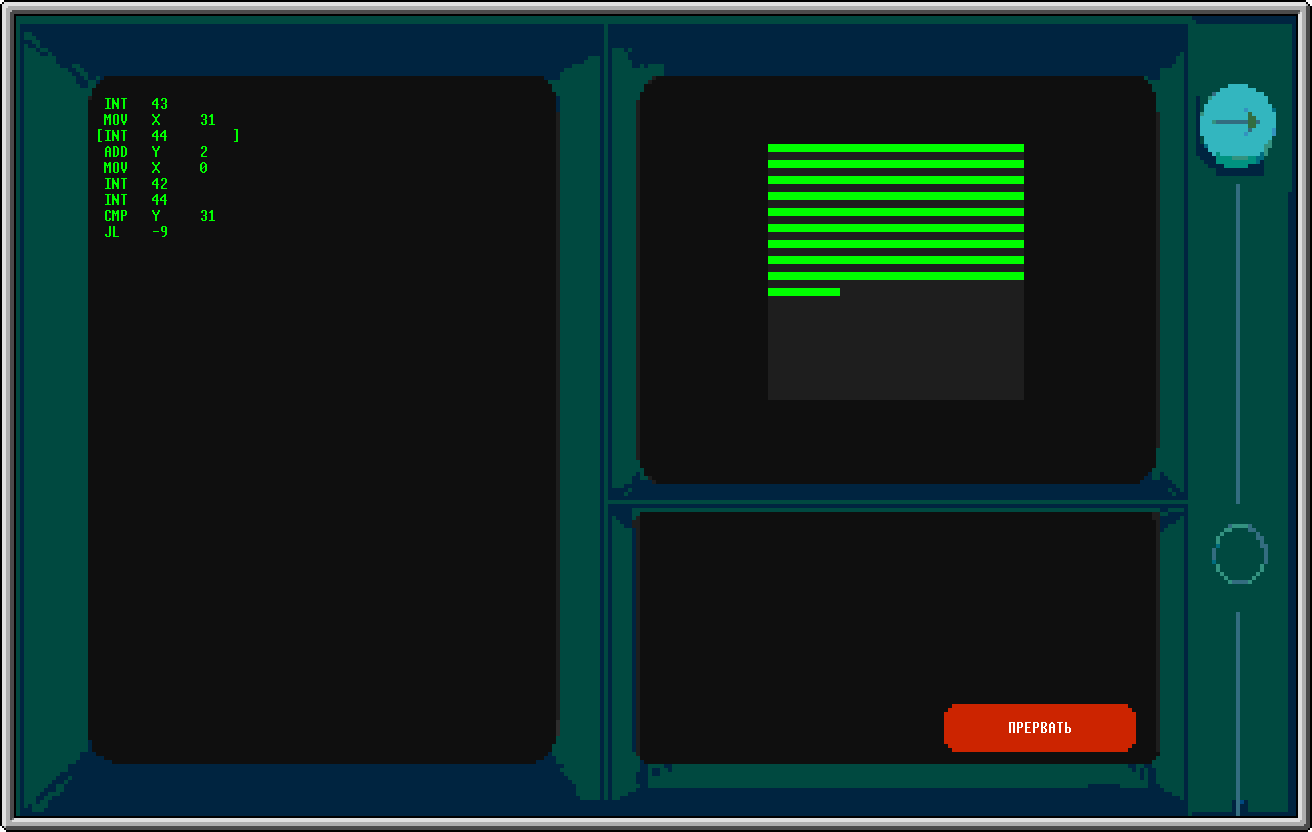 INT 43
MOV X 31
[INT 44 ]
ADD Y 2
MOV X 0
INT 42
INT 44
CMP Y 31
JL -9
ПРЕРВАТЬ